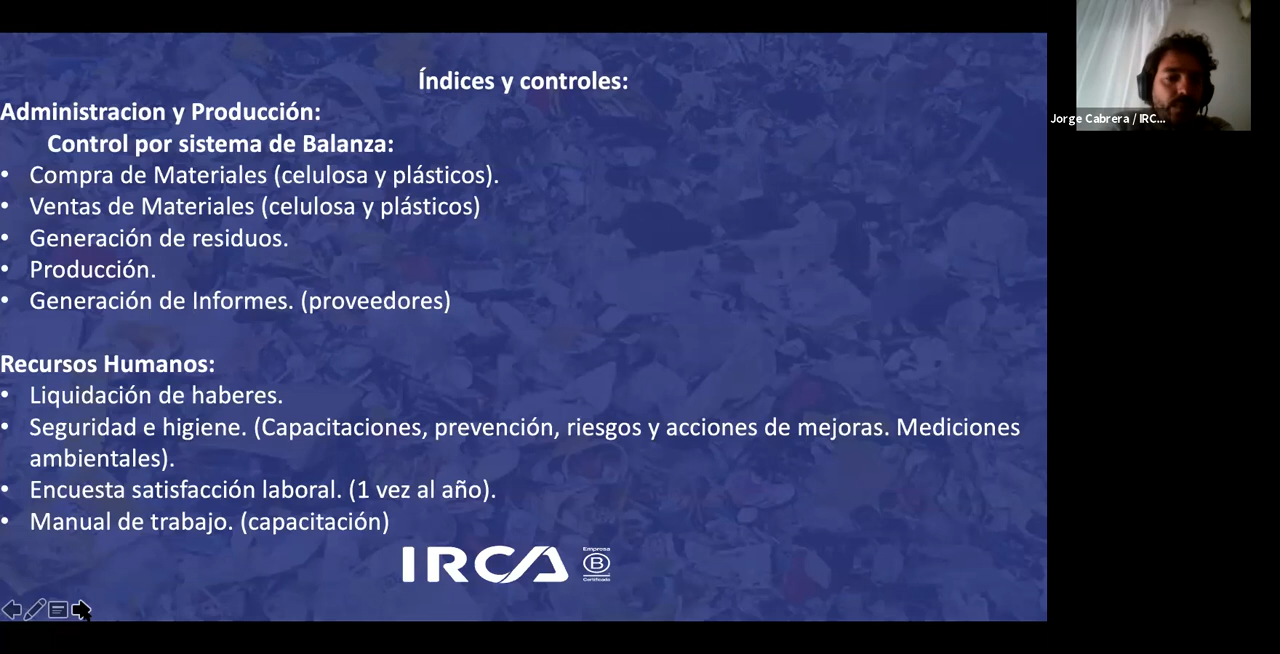 Índices y controles:
Administracion y Producción:
Control por sistema de Balanza:
• Compra de Materiales (celulosa y plásticos).
• Ventas de Materiales (celulosa y plásticos)
• Generación de residuos.
• Producción.
• Generación de Informes. (proveedores)
Recursos Humanos:
• Liquidación de haberes.
• Seguridad e higiene. (Capacitaciones, prevención, riesgos y acciones de mejoras. Mediciones
ambientales).
• Encuesta satisfacción laboral. (1 vez al año).
• Manual de trabajo. (capacitación)
IRCA
Empresa
B
Certificada
Jorge Cabrera / IRC...